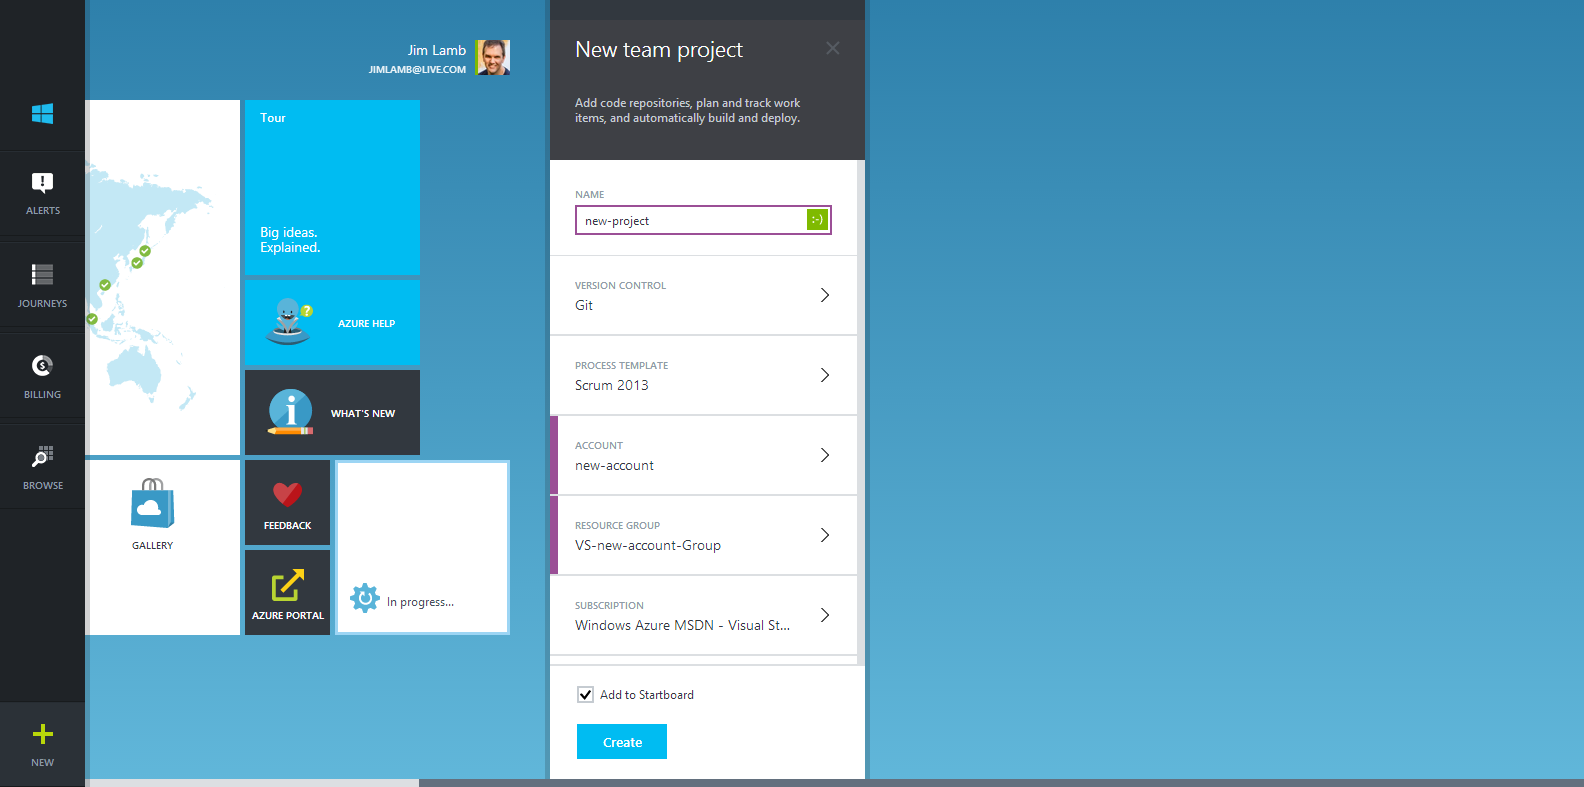 ALERTS
JOURNEYS
BILLING
BROWSE
NEW
Jim Lamb
JIMLAMB@LIVE.COM
Tour
Big ideas.
Explained.
AZURE HELP
WHAT'S NEW
GALLERY
FEEDBACK
AZURE PORTAL
In progress...
New team project
Add code repositories, plan and track work
items, and automatically build and deploy.
NAME
new-project :-)
VERSION CONTROL
Git
PROCESS TEMPLATE
Scrum 2013
ACCOUNT
new-account
RESOURCE GROUP
VS-new-account-Group
SUBSCRIPTION
Windows Azure MSDN - Visual St...
Add to Startboard
Create